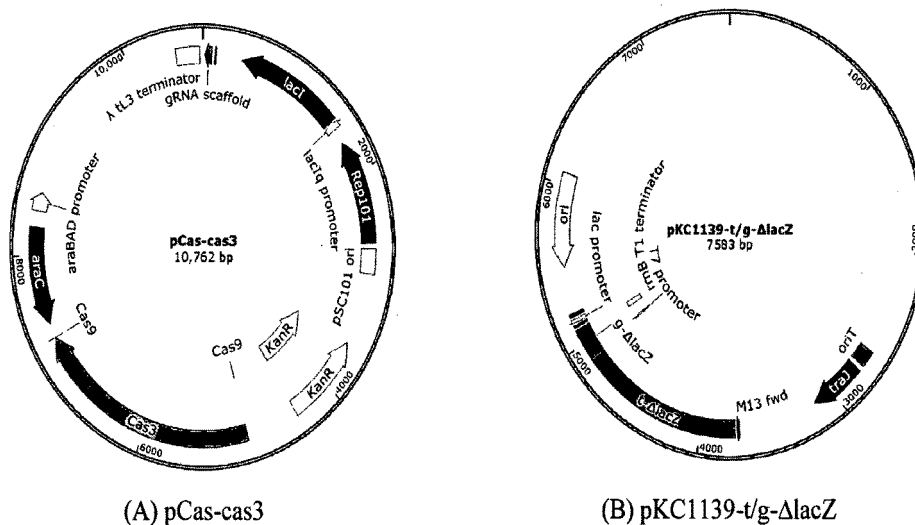 10,000
λ tL3 terminator
gRNA scaffold
lacI
2000
lacIq promoter
Rep101
araBAD promoter
pCas-cas3
10,762 bp
pSC101 ori
araC
8000
Cas9
Cas9
KanR
KanR
4000
Cas3
6000
(A) pCas-cas3
7000
1000
6000
ori
lac promoter
rrnB T1 terminator
T7 promoter
pKC1139-t/g-ΔlacZ
7583 bp
g-ΔlacZ
5000
oriT
traJ
3000
t-ΔlacZ
M13 fwd
4000
(B) pKC1139-t/g-ΔlacZ